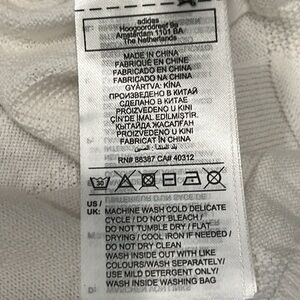 adidas
Hoogoorddreef 9a
Amsterdam 1101 BA
The Netherlands
MADE IN CHINA
FABRIQUÉ EN CHINE
FABRICADO EN CHINA
FABRICADO NA CHINA
GYÁRTVA: KÍNA
ПРОИЗВЕДЕНО В КИТАЙ
СДЕЛАНО В КИТАЕ
PROIZVEDENO U KINI
ÇİN'DE İMAL EDİLMİŞTİR.
ҚЫТАЙДА ЖАСАЛҒАН
PROIZVEDENO U KINI
FABRICAT ÎN CHINA
RN# 88387 CA# 40312
30
US /
UK:
MACHINE WASH COLD DELICATE
CYCLE / DO NOT BLEACH /
DO NOT TUMBLE DRY / FLAT
DRYING / COOL IRON IF NEEDED /
DO NOT DRY CLEAN
WASH INSIDE OUT WITH LIKE
COLOURS/WASH SEPARATELY/
USE MILD DETERGENT ONLY/
WASH INSIDE WASHING BAG